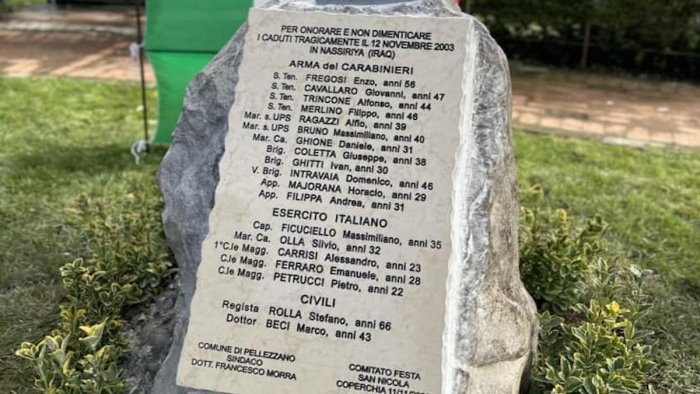 PER ONORARE E NON DIMENTICARE
I CADUTI TRAGICAMENTE IL 12 NOVEMBRE 2003
IN NASSIRIYA (IRAQ)
ARMA dei CARABINIERI
S. Ten. FREGOSI Enzo, anni 56
S. Ten. CAVALLARO Giovanni, anni 47
S. Ten. TRINCONE Alfonso, anni 44
S. Ten. MERLINO Filippo, anni 46
Mar. s. UPS RAGAZZI Alfio, anni 39
Mar. s. UPS BRUNO Massimiliano, anni 40
Mar. Ca. GHIONE Daniele, anni 31
Brig. COLETTA Giuseppe, anni 38
Brig. GHITTI Ivan, anni 30
V. Brig. INTRAVAIA Domenico, anni 46
App. MAJORANA Horacio, anni 29
App. FILIPPA Andrea, anni 31
ESERCITO ITALIANO
Cap. FICUCIELLO Massimiliano, anni 35
Mar. Ca. OLLA Silvio, anni 32
1°C.le Magg. CARRISI Alessandro, anni 23
C.le Magg. FERRARO Emanuele, anni 28
C.le Magg. PETRUCCI Pietro, anni 22
CIVILI
Regista ROLLA Stefano, anni 66
Dottor BECI Marco, anni 43
COMUNE DI PELLEZZANO
SINDACO
DOTT. FRANCESCO MORRA
COMITATO FESTA
SAN NICOLA
COPERCHIA